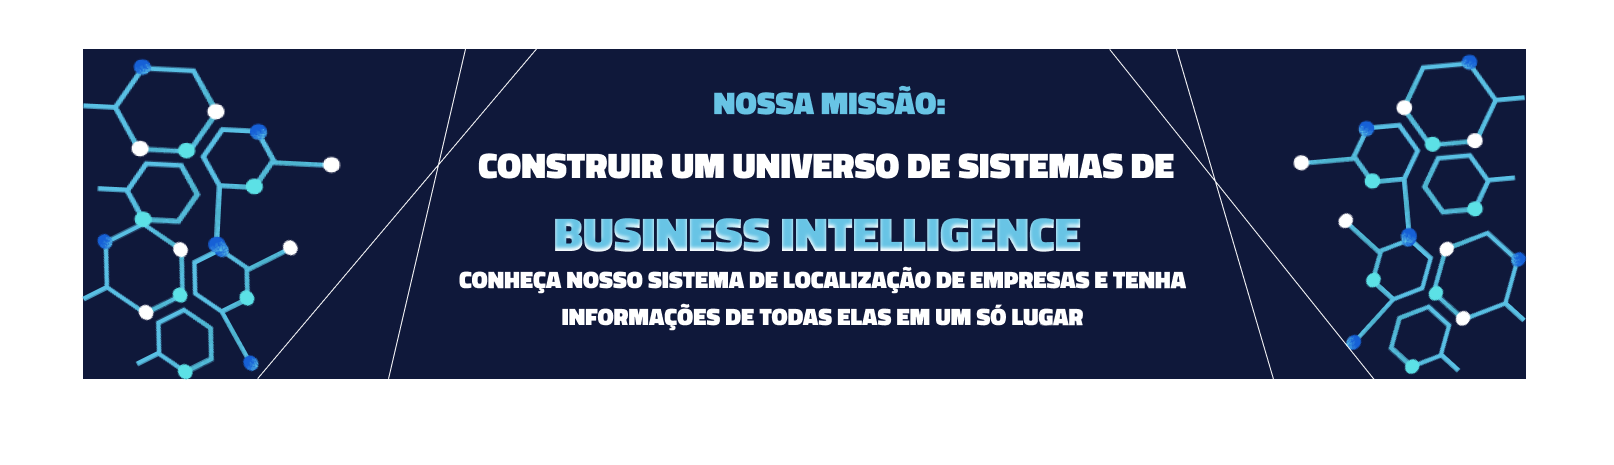 NOSSA MISSÃO:
CONSTRUIR UM UNIVERSO DE SISTEMAS DE
BUSINESS INTELLIGENCE
CONHEÇA NOSSO SISTEMA DE LOCALIZAÇÃO DE EMPRESAS E TENHA
INFORMAÇÕES DE TODAS ELAS EM UM SÓ LUGAR